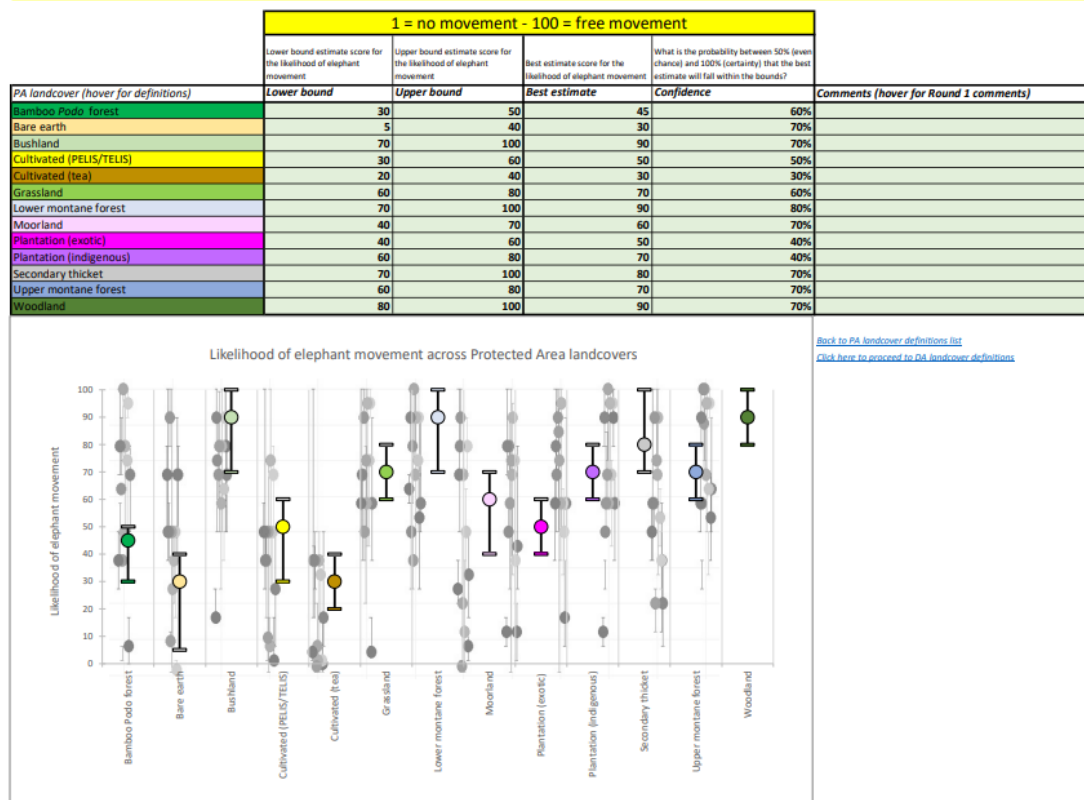 1 = no movement - 100 = free movement
Lower bound estimate score for the likelihood of elephant movement
Upper bound estimate score for the likelihood of elephant movement
Best estimate score for the likelihood of elephant movement
What is the probability between 50% (even chance) and 100% (certainty) that the best estimate will fall within the bounds?
PA landcover (hover for definitions) Lower bound Upper bound Best estimate Confidence Comments (hover for Round 1 comments)
Bamboo Podo forest 30 50 45 60%
Bare earth 5 40 30 70%
Bushland 70 100 90 70%
Cultivated (PELIS/TELIS) 30 60 50 50%
Cultivated (tea) 20 40 30 30%
Grassland 60 80 70 60%
Lower montane forest 70 100 90 80%
Moorland 40 70 60 70%
Plantation (exotic) 40 60 50 40%
Plantation (indigenous) 60 80 70 40%
Secondary thicket 70 100 80 70%
Upper montane forest 60 80 70 70%
Woodland 80 100 90 70%
Back to PA landcover definitions list
Click here to proceed to DA landcover definitions
Likelihood of elephant movement across Protected Area landcovers
Likelihood of elephant movement
100
90
80
70
60
50
40
30
20
10
0
Bamboo Podo forest
Bare earth
Bushland
Cultivated (PELIS/TELIS)
Cultivated (tea)
Grassland
Lower montane forest
Moorland
Plantation (exotic)
Plantation (indigenous)
Secondary thicket
Upper montane forest
Woodland